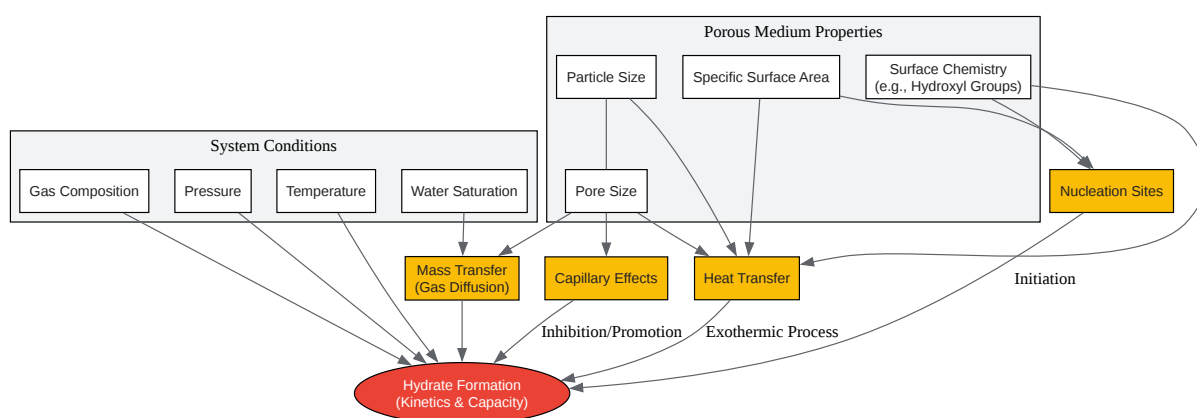 Porous Medium Properties
Particle Size
Specific Surface Area
Surface Chemistry
(e.g., Hydroxyl Groups)
System Conditions
Gas Composition
Pressure
Temperature
Water Saturation
Pore Size
Nucleation Sites
Mass Transfer
(Gas Diffusion)
Capillary Effects
Heat Transfer
Initiation
Inhibition/Promotion
Exothermic Process
Hydrate Formation
(Kinetics & Capacity)